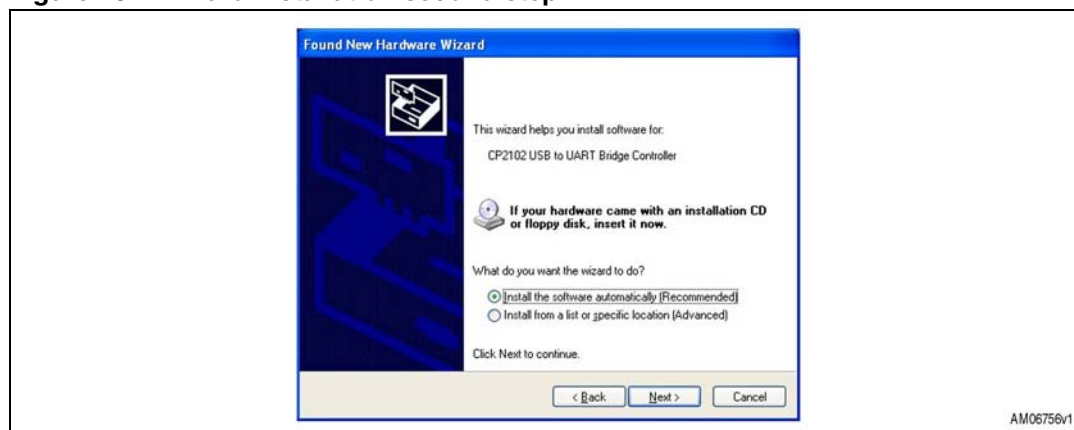 Found New Hardware Wizard
This wizard helps you install software for:
CP2102 USB to UART Bridge Controller
If your hardware came with an installation CD
or floppy disk, insert it now.
What do you want the wizard to do?
Install the software automatically (Recommended)
Install from a list or specific location (Advanced)
Click Next to continue.
< Back Next > Cancel
AM06756v1